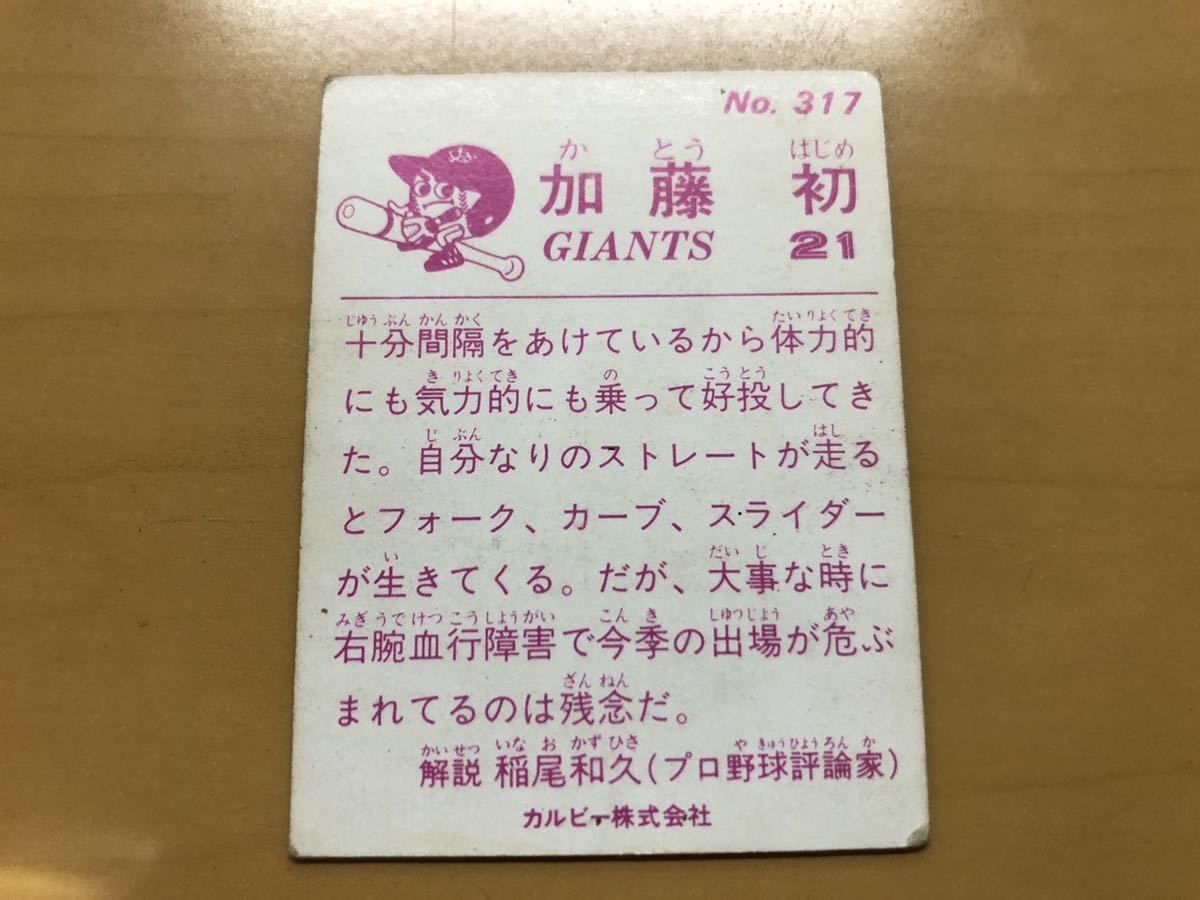 No. 317
かとう はじめ
加藤 初
GIANTS 21
じゆうぶんかんかく たいりよくてき
十分間隔をあけているから体力的
きりよくてき の こうとう
にも気力的にも乗って好投してき
じぶん はし
た。自分なりのストレートが走る
とフォーク、カーブ、スライダー
い だいじ とき
が生きてくる。だが、大事な時に
みぎうでけつこうしようがい こんき しゆつじよう あや
右腕血行障害で今季の出場が危ぶ
ざんねん
まれてるのは残念だ。
かいせつ いなおかずひさ やきゆうひようろんか
解説 稲尾和久(プロ野球評論家)
カルビー株式会社